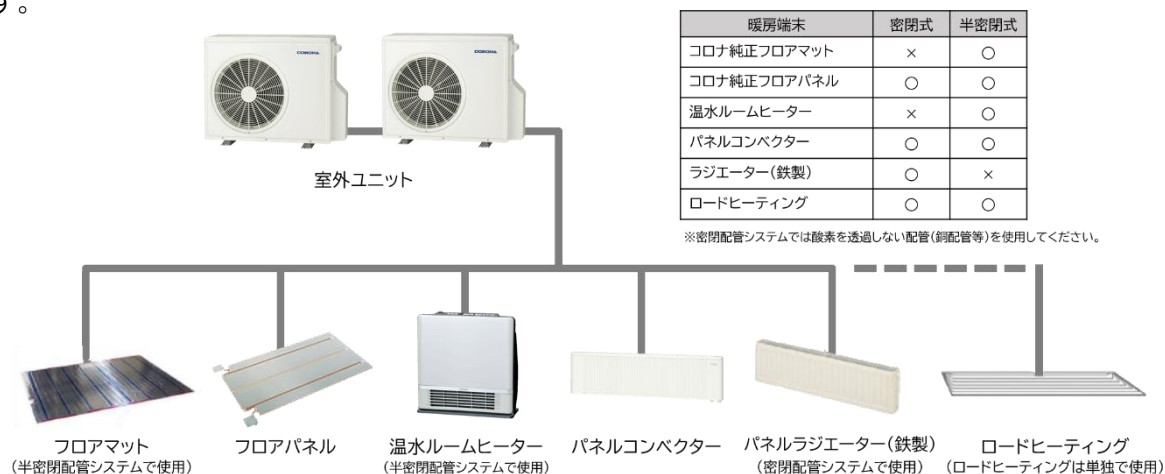 す。
暖房端末 密閉式 半密閉式
コロナ純正フロアマット × ○
コロナ純正フロアパネル ○ ○
温水ルームヒーター × ○
パネルコンベクター ○ ○
ラジエーター(鉄製) ○ ×
ロードヒーティング ○ ○
※密閉配管システムでは酸素を透過しない配管(銅配管等)を使用してください。
CORONA CORONA
室外ユニット
フロアマット
(半密閉配管システムで使用)
フロアパネル
温水ルームヒーター
(半密閉配管システムで使用)
パネルコンベクター
パネルラジエーター(鉄製)
(密閉配管システムで使用)
ロードヒーティング
(ロードヒーティングは単独で使用)